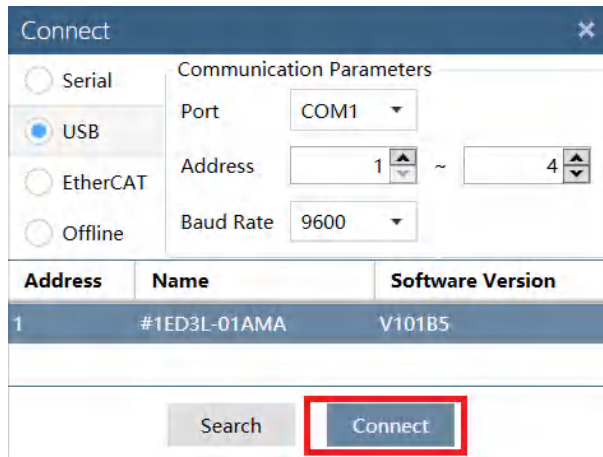 Connect
Serial
USB
EtherCAT
Offline
Communication Parameters
Port COM1
Address 1 ~ 4
Baud Rate 9600
Address Name Software Version
1 #1ED3L-01AMA V101B5
Search Connect